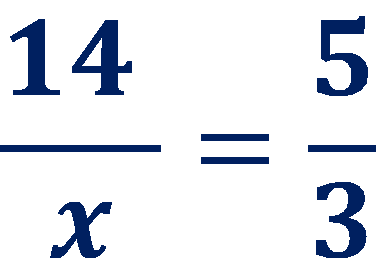 14/x = 5/3